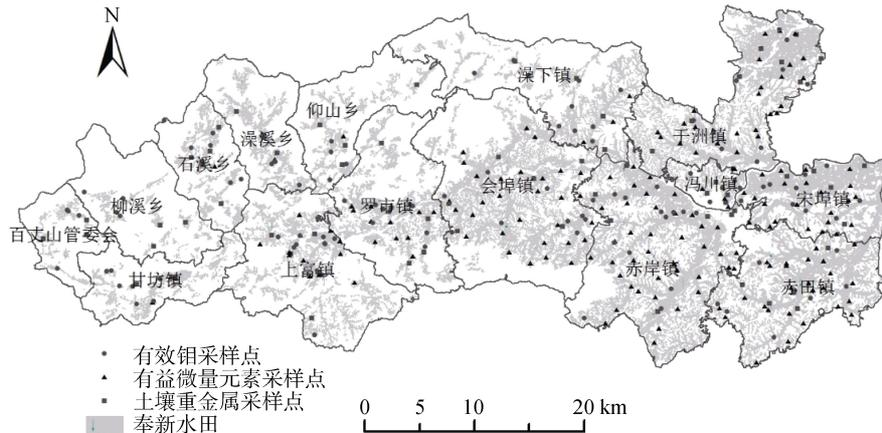 N
澡下镇
仰山乡
干洲镇
澡溪乡
石溪乡
冯川镇
会埠镇
宋埠镇
柳溪乡
罗市镇
百丈山管委会
上富镇
赤岸镇
甘坊镇
赤田镇
有效钼采样点
有益微量元素采样点
土壤重金属采样点
奉新水田
0 5 10 20 km